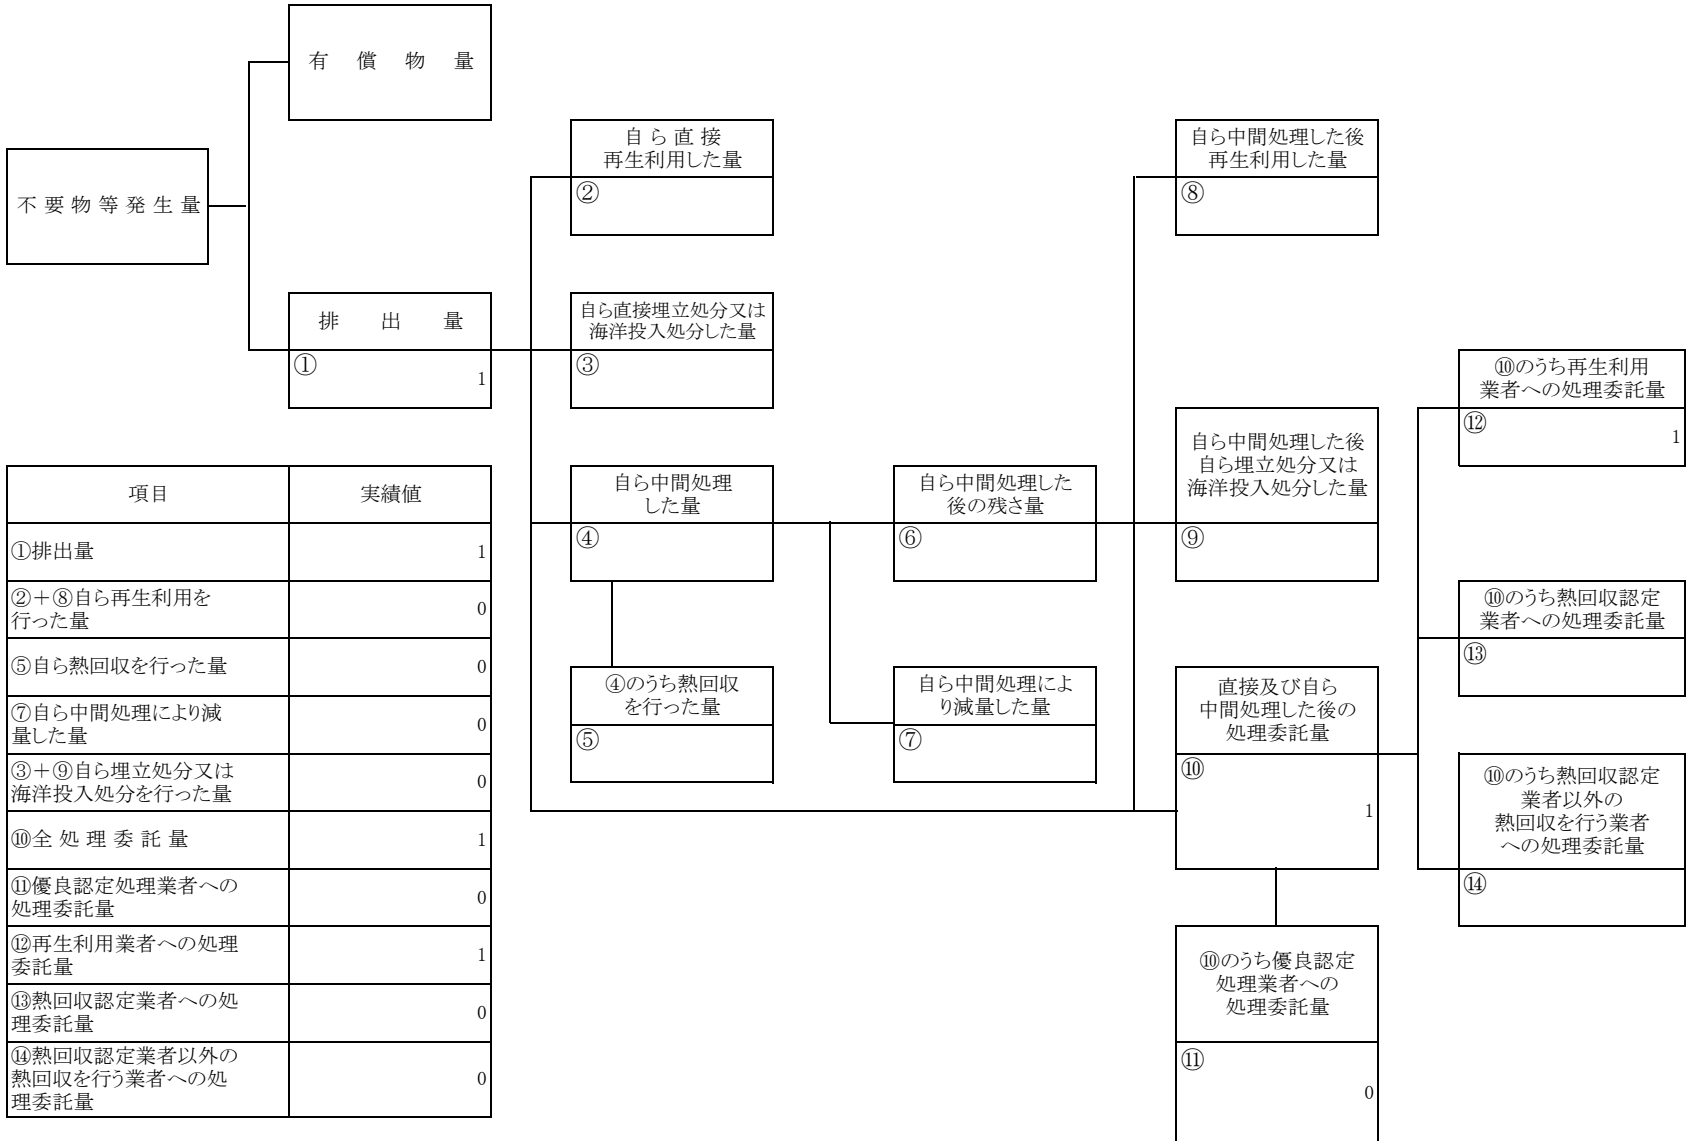 有償物量
不要物等発生量
排出量
①
1
自ら直接
再生利用した量
②
自ら直接埋立処分又は
海洋投入処分した量
③
自ら中間処理
した量
④
④のうち熱回収
を行った量
⑤
自ら中間処理した
後の残さ量
⑥
自ら中間処理によ
り減量した量
⑦
自ら中間処理した後
再生利用した量
⑧
自ら中間処理した後
自ら埋立処分又は
海洋投入処分した量
⑨
直接及び自ら
中間処理した後の
処理委託量
⑩
1
⑩のうち優良認定
処理業者への
処理委託量
⑪
0
⑩のうち再生利用
業者への処理委託量
⑫
1
⑩のうち熱回収認定
業者への処理委託量
⑬
⑩のうち熱回収認定
業者以外の
熱回収を行う業者
への処理委託量
⑭
項目 実績値
①排出量 1
②+⑧自ら再生利用を
行った量 0
⑤自ら熱回収を行った量 0
⑦自ら中間処理により減
量した量 0
③+⑨自ら埋立処分又は
海洋投入処分を行った量 0
⑩全処理委託量 1
⑪優良認定処理業者への
処理委託量 0
⑫再生利用業者への処理
委託量 1
⑬熱回収認定業者への処
理委託量 0
⑭熱回収認定業者以外の
熱回収を行う業者への処
理委託量 0